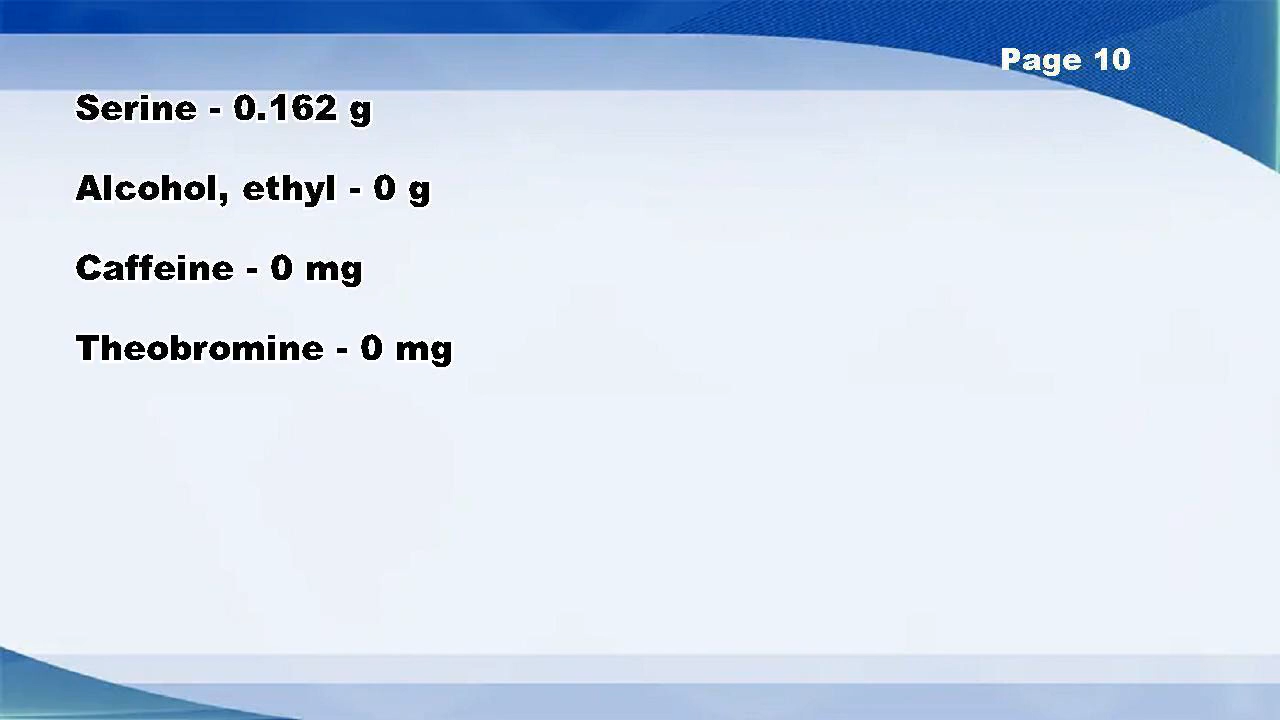 Page 10
Serine - 0.162 g
Alcohol, ethyl - 0 g
Caffeine - 0 mg
Theobromine - 0 mg